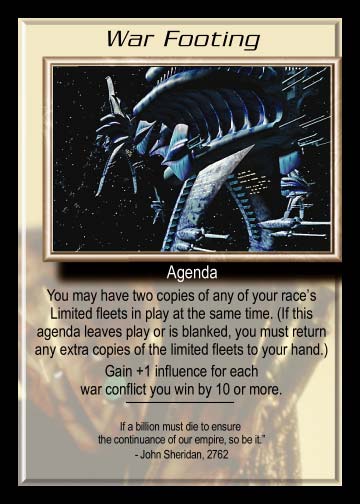 War Footing
Agenda
You may have two copies of any of your race's
Limited fleets in play at the same time. (If this
agenda leaves play or is blanked, you must return
any extra copies of the limited fleets to your hand.)
Gain +1 influence for each
war conflict you win by 10 or more.
If a billion must die to ensure
the continuance of our empire, so be it."
- John Sheridan, 2762